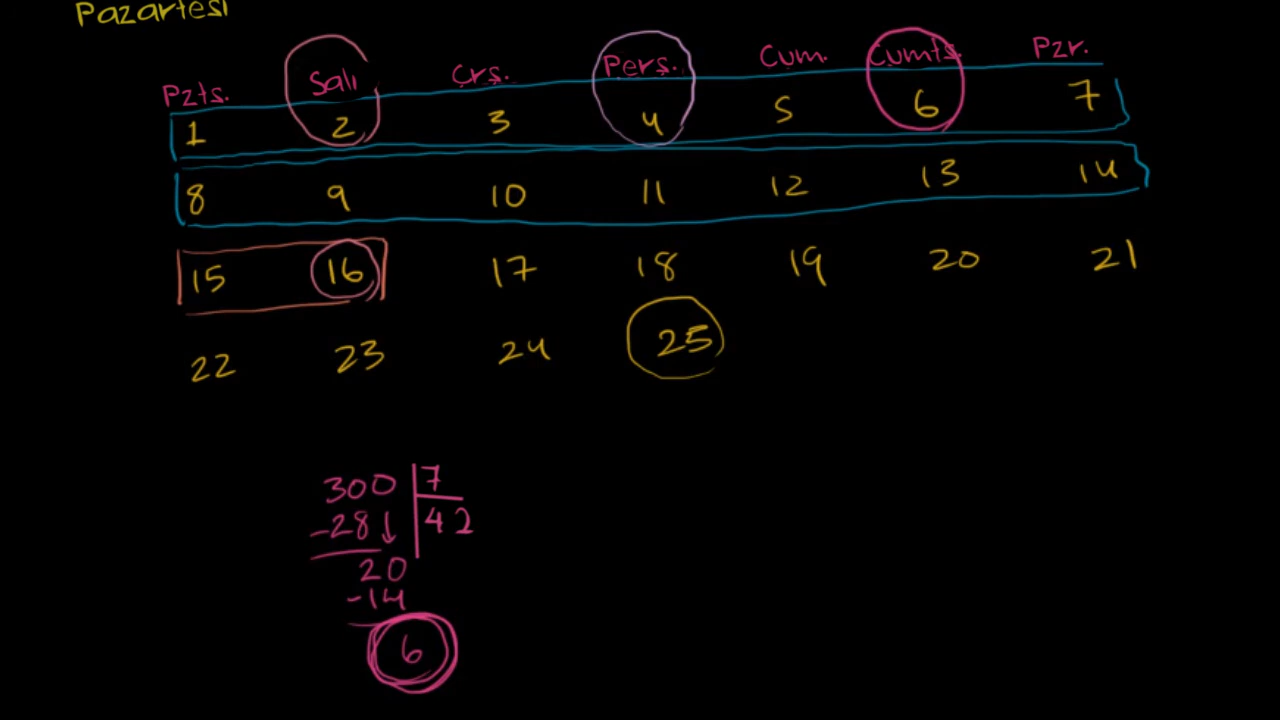 Pazartesi
Pzts. Salı Çrş. Perş. Cum. Cumts. Pzr.
1 2 3 4 5 6 7
8 9 10 11 12 13 14
15 16 17 18 19 20 21
22 23 24 25
300 7
-28 42
20
-14
6